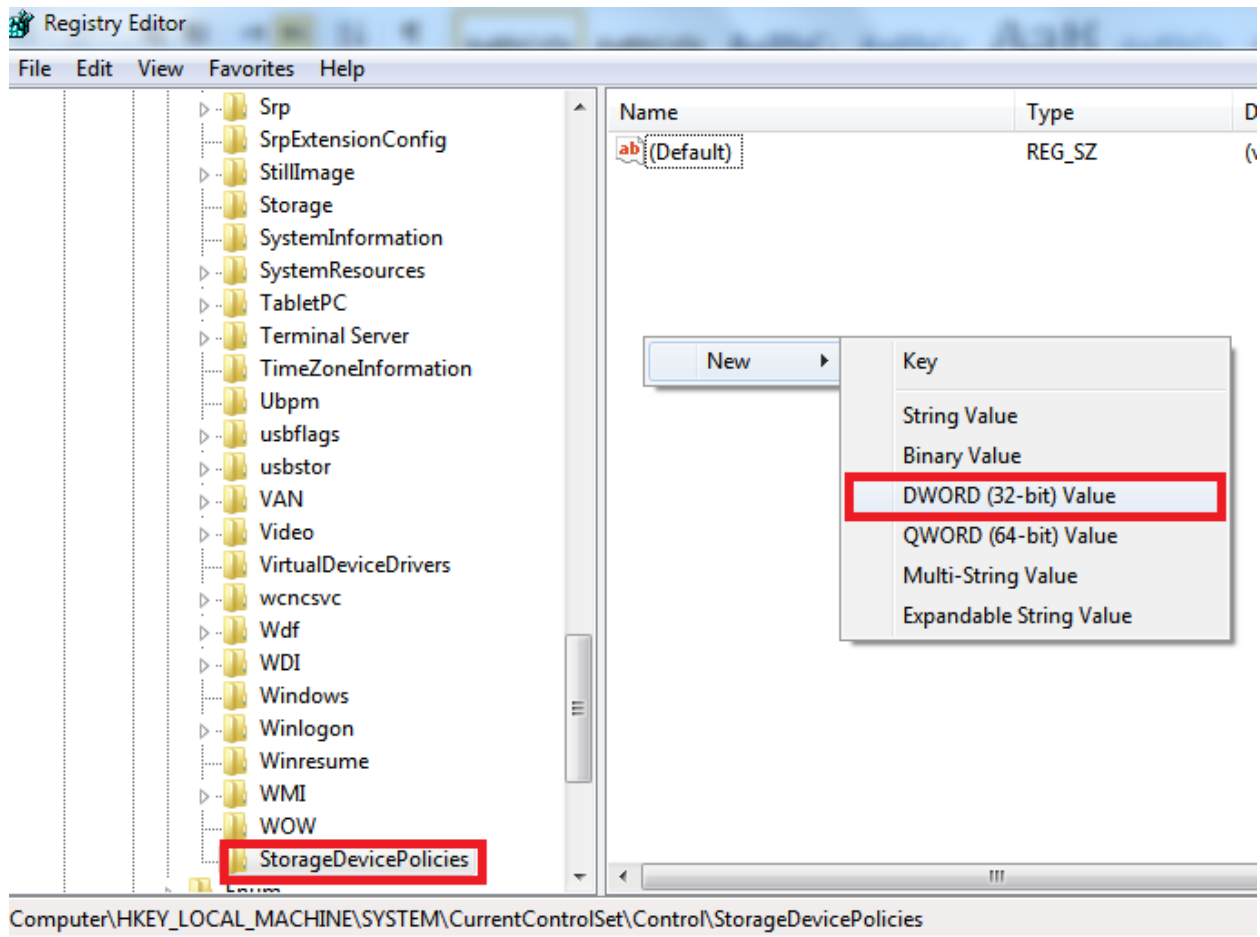 Registry Editor
File Edit View Favorites Help
Srp
SrpExtensionConfig
StillImage
Storage
SystemInformation
SystemResources
TabletPC
Terminal Server
TimeZoneInformation
Ubpm
usbflags
usbstor
VAN
Video
VirtualDeviceDrivers
wcncsvc
Wdf
WDI
Windows
Winlogon
Winresume
WMI
WOW
StorageDevicePolicies
Enum
Name Type D
ab (Default) REG_SZ (v
New
Key
String Value
Binary Value
DWORD (32-bit) Value
QWORD (64-bit) Value
Multi-String Value
Expandable String Value
Computer\HKEY_LOCAL_MACHINE\SYSTEM\CurrentControlSet\Control\StorageDevicePolicies